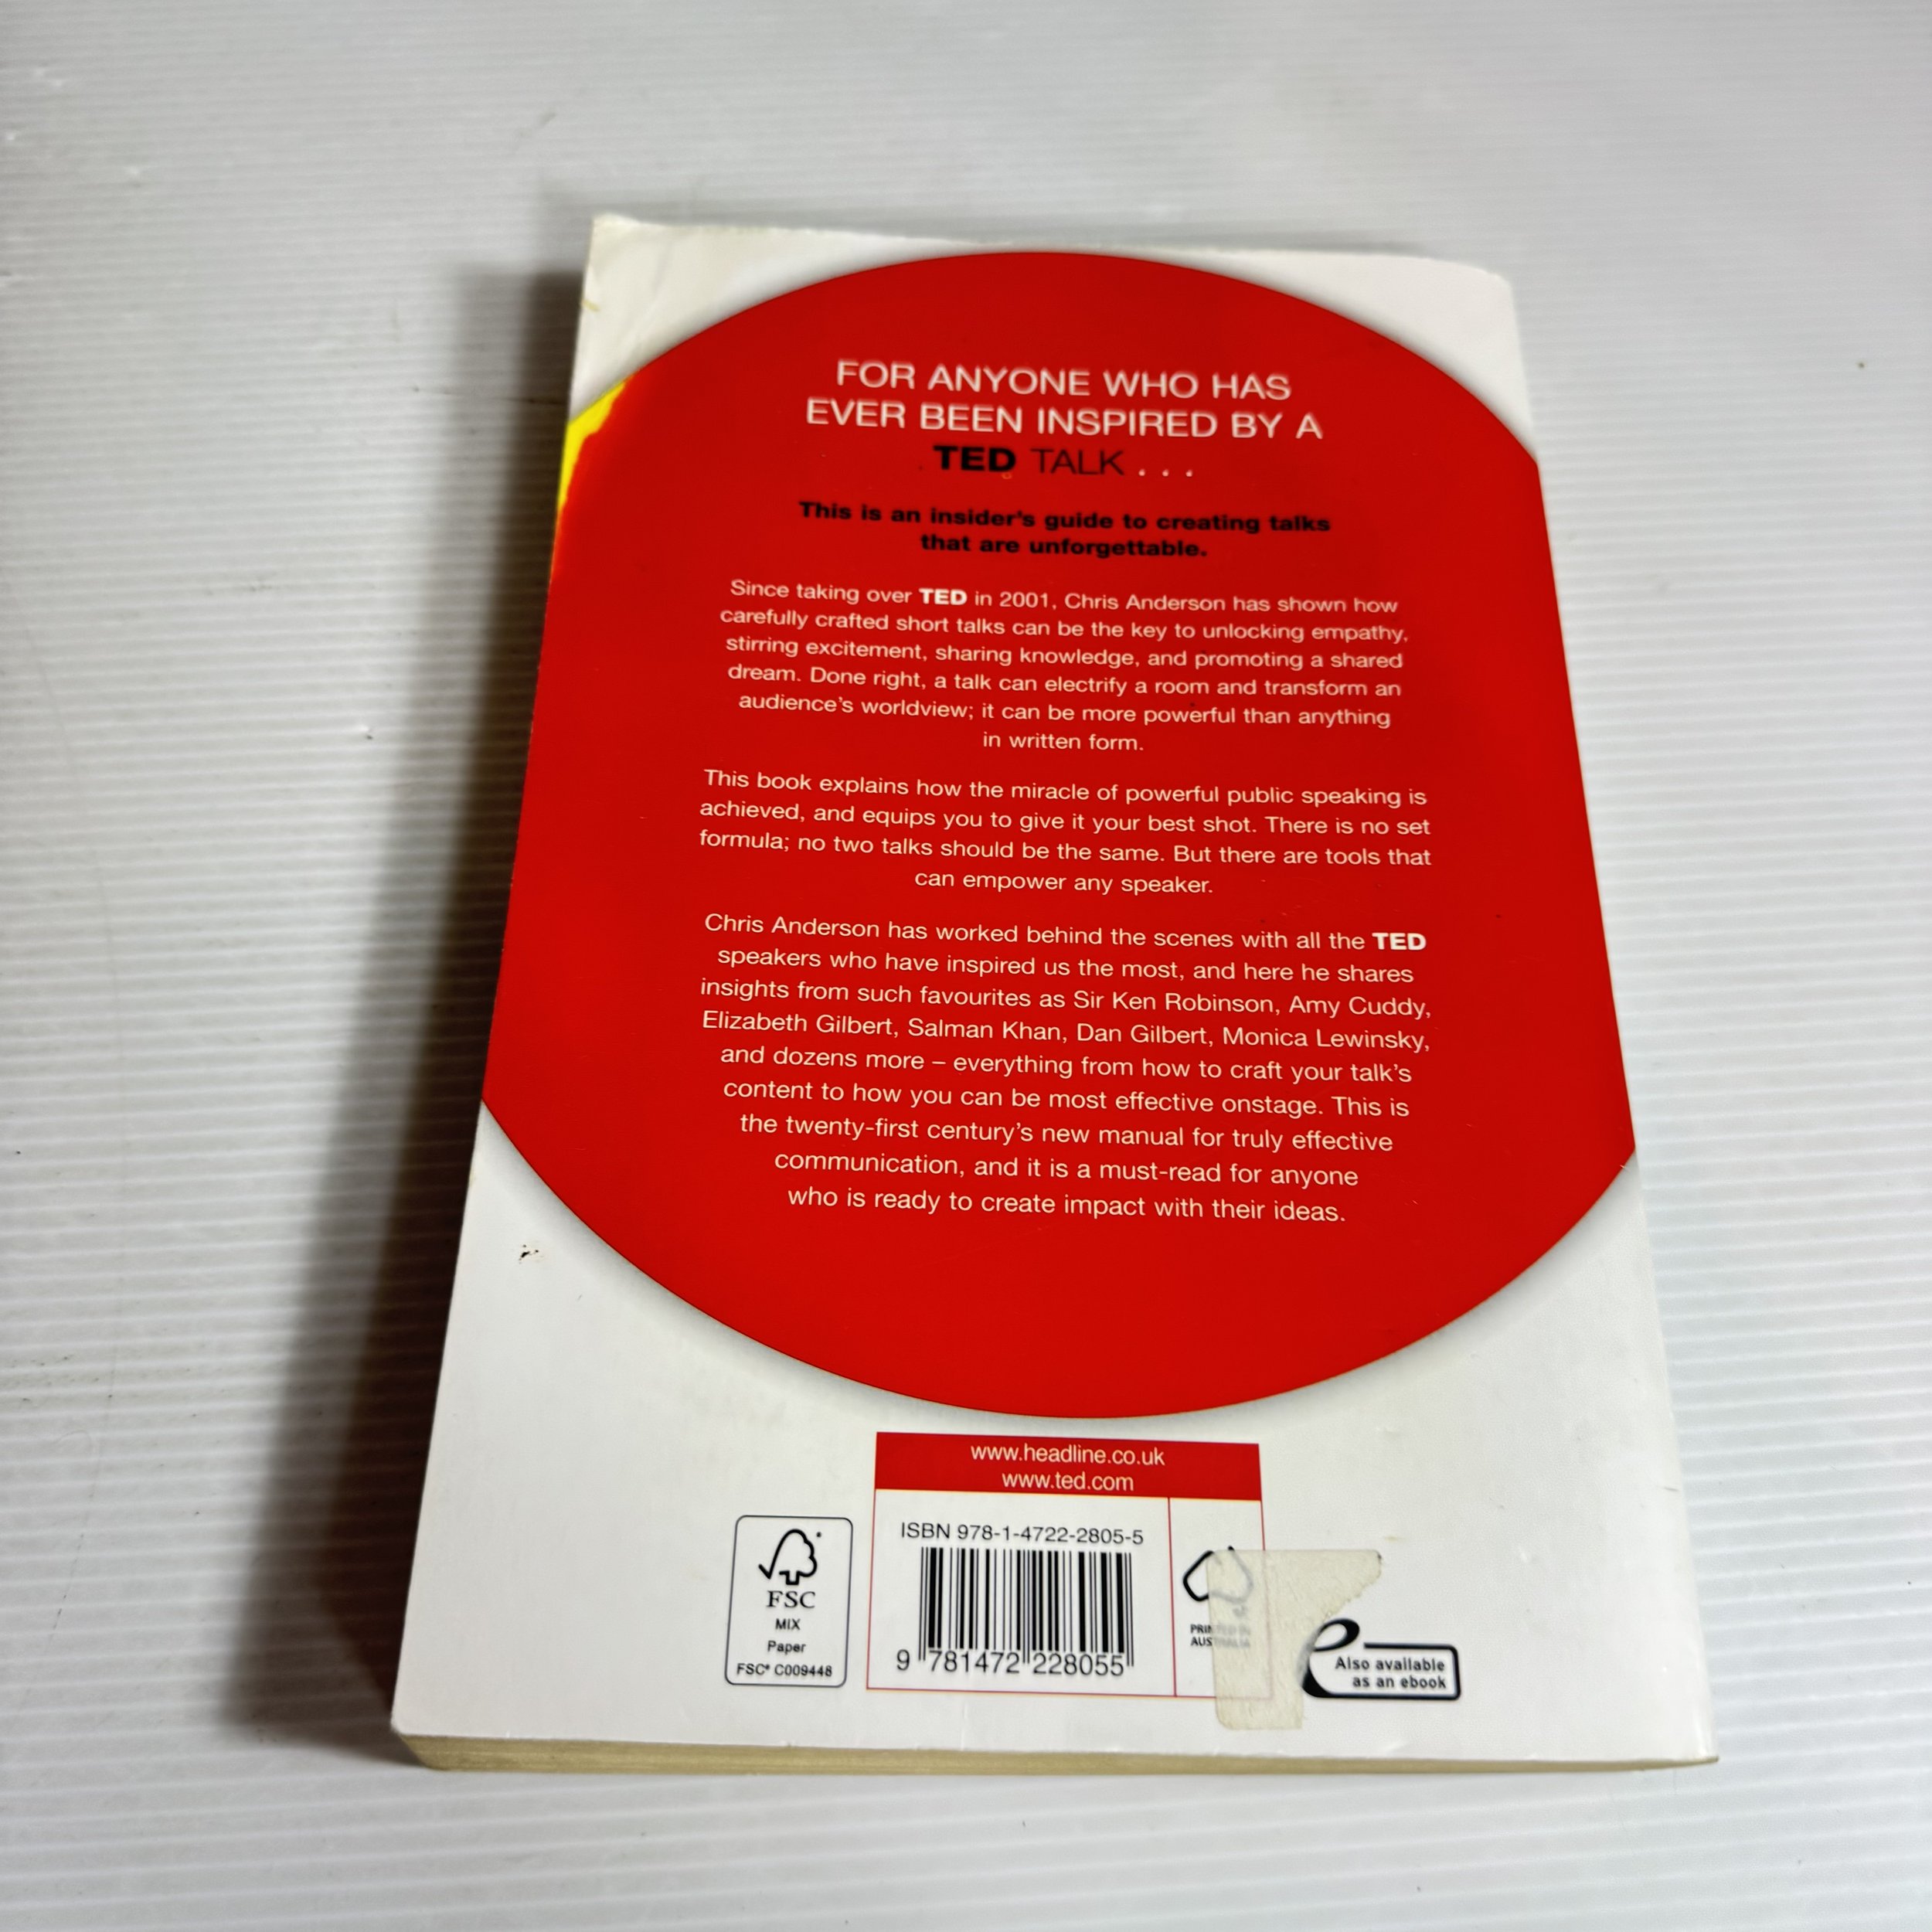 FOR ANYONE WHO HAS
EVER BEEN INSPIRED BY A
TED TALK . . .
This is an insider's guide to creating talks
that are unforgettable.
Since taking over TED in 2001, Chris Anderson has shown how
carefully crafted short talks can be the key to unlocking empathy,
stirring excitement, sharing knowledge, and promoting a shared
dream. Done right, a talk can electrify a room and transform an
audience's worldview; it can be more powerful than anything
in written form.
This book explains how the miracle of powerful public speaking is
achieved, and equips you to give it your best shot. There is no set
formula; no two talks should be the same. But there are tools that
can empower any speaker.
Chris Anderson has worked behind the scenes with all the TED
speakers who have inspired us the most, and here he shares
insights from such favourites as Sir Ken Robinson, Amy Cuddy,
Elizabeth Gilbert, Salman Khan, Dan Gilbert, Monica Lewinsky,
and dozens more – everything from how to craft your talk's
content to how you can be most effective onstage. This is
the twenty-first century's new manual for truly effective
communication, and it is a must-read for anyone
who is ready to create impact with their ideas.
www.headline.co.uk
www.ted.com
ISBN 978-1-4722-2805-5
9 781472 228055
FSC
MIX
Paper
FSC® C009448
PRINTED IN
AUSTRALIA
Also available
as an ebook